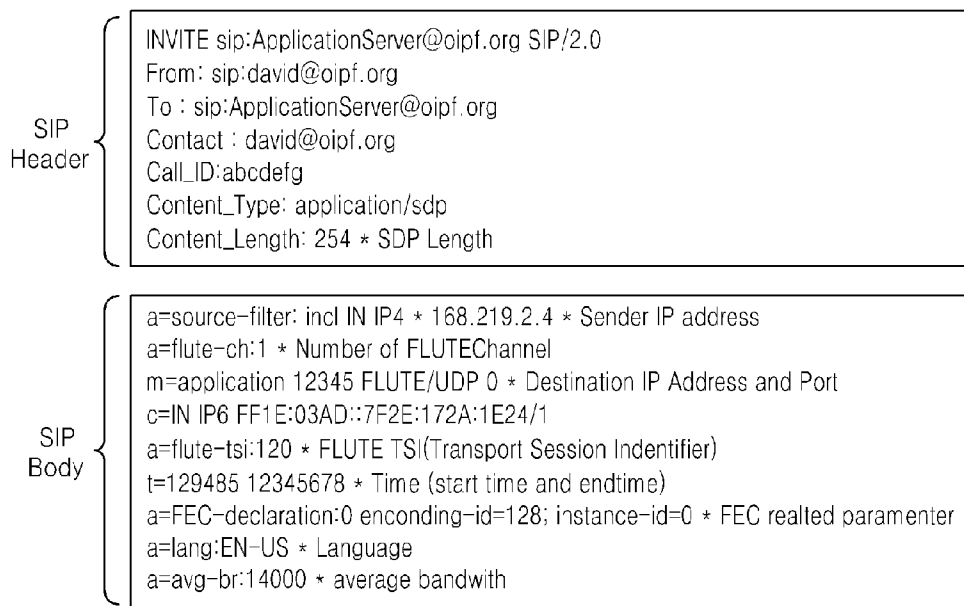 SIP
Header
INVITE sip:ApplicationServer@oipf.org SIP/2.0
From: sip:david@oipf.org
To : sip:ApplicationServer@oipf.org
Contact : david@oipf.org
Call_ID:abcdefg
Content_Type: application/sdp
Content_Length: 254 * SDP Length
SIP
Body
a=source-filter: incl IN IP4 * 168.219.2.4 * Sender IP address
a=flute-ch:1 * Number of FLUTEChannel
m=application 12345 FLUTE/UDP 0 * Destination IP Address and Port
c=IN IP6 FF1E:03AD::7F2E:172A:1E24/1
a=flute-tsi:120 * FLUTE TSI(Transport Session Indentifier)
t=129485 12345678 * Time (start time and endtime)
a=FEC-declaration:0 enconding-id=128; instance-id=0 * FEC realted paramenter
a=lang:EN-US * Language
a=avg-br:14000 * average bandwith